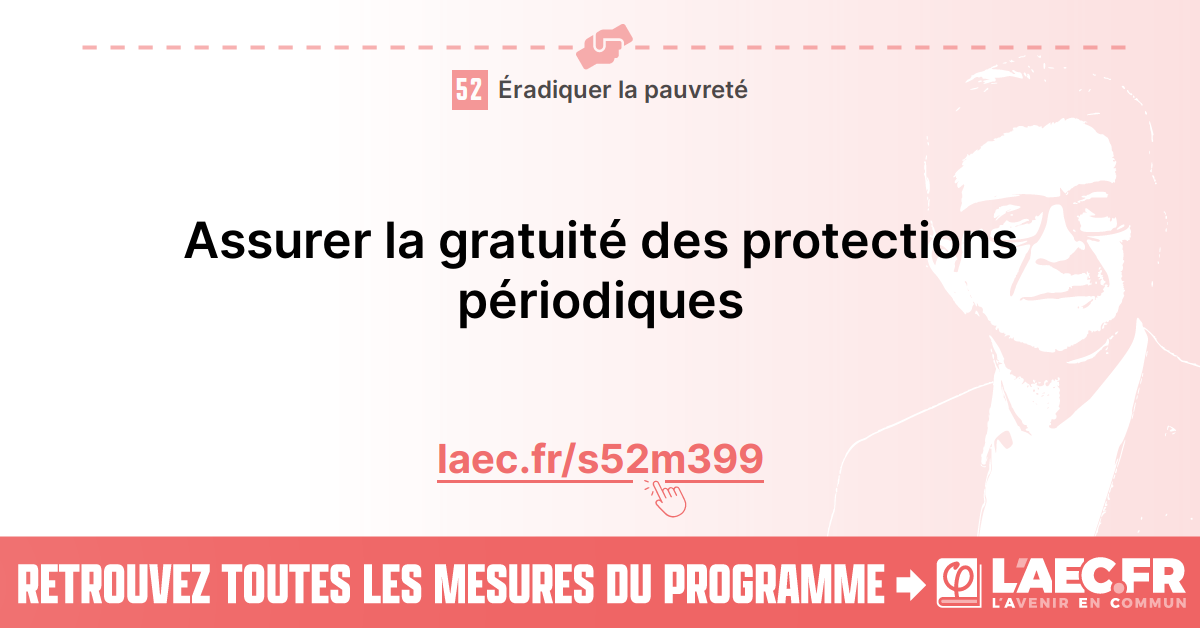 52 Éradiquer la pauvreté
Assurer la gratuité des protections
périodiques
laec.fr/s52m399
RETROUVEZ TOUTES LES MESURES DU PROGRAMME
φ L'AEC.FR
L'AVENIR EN COMMUN